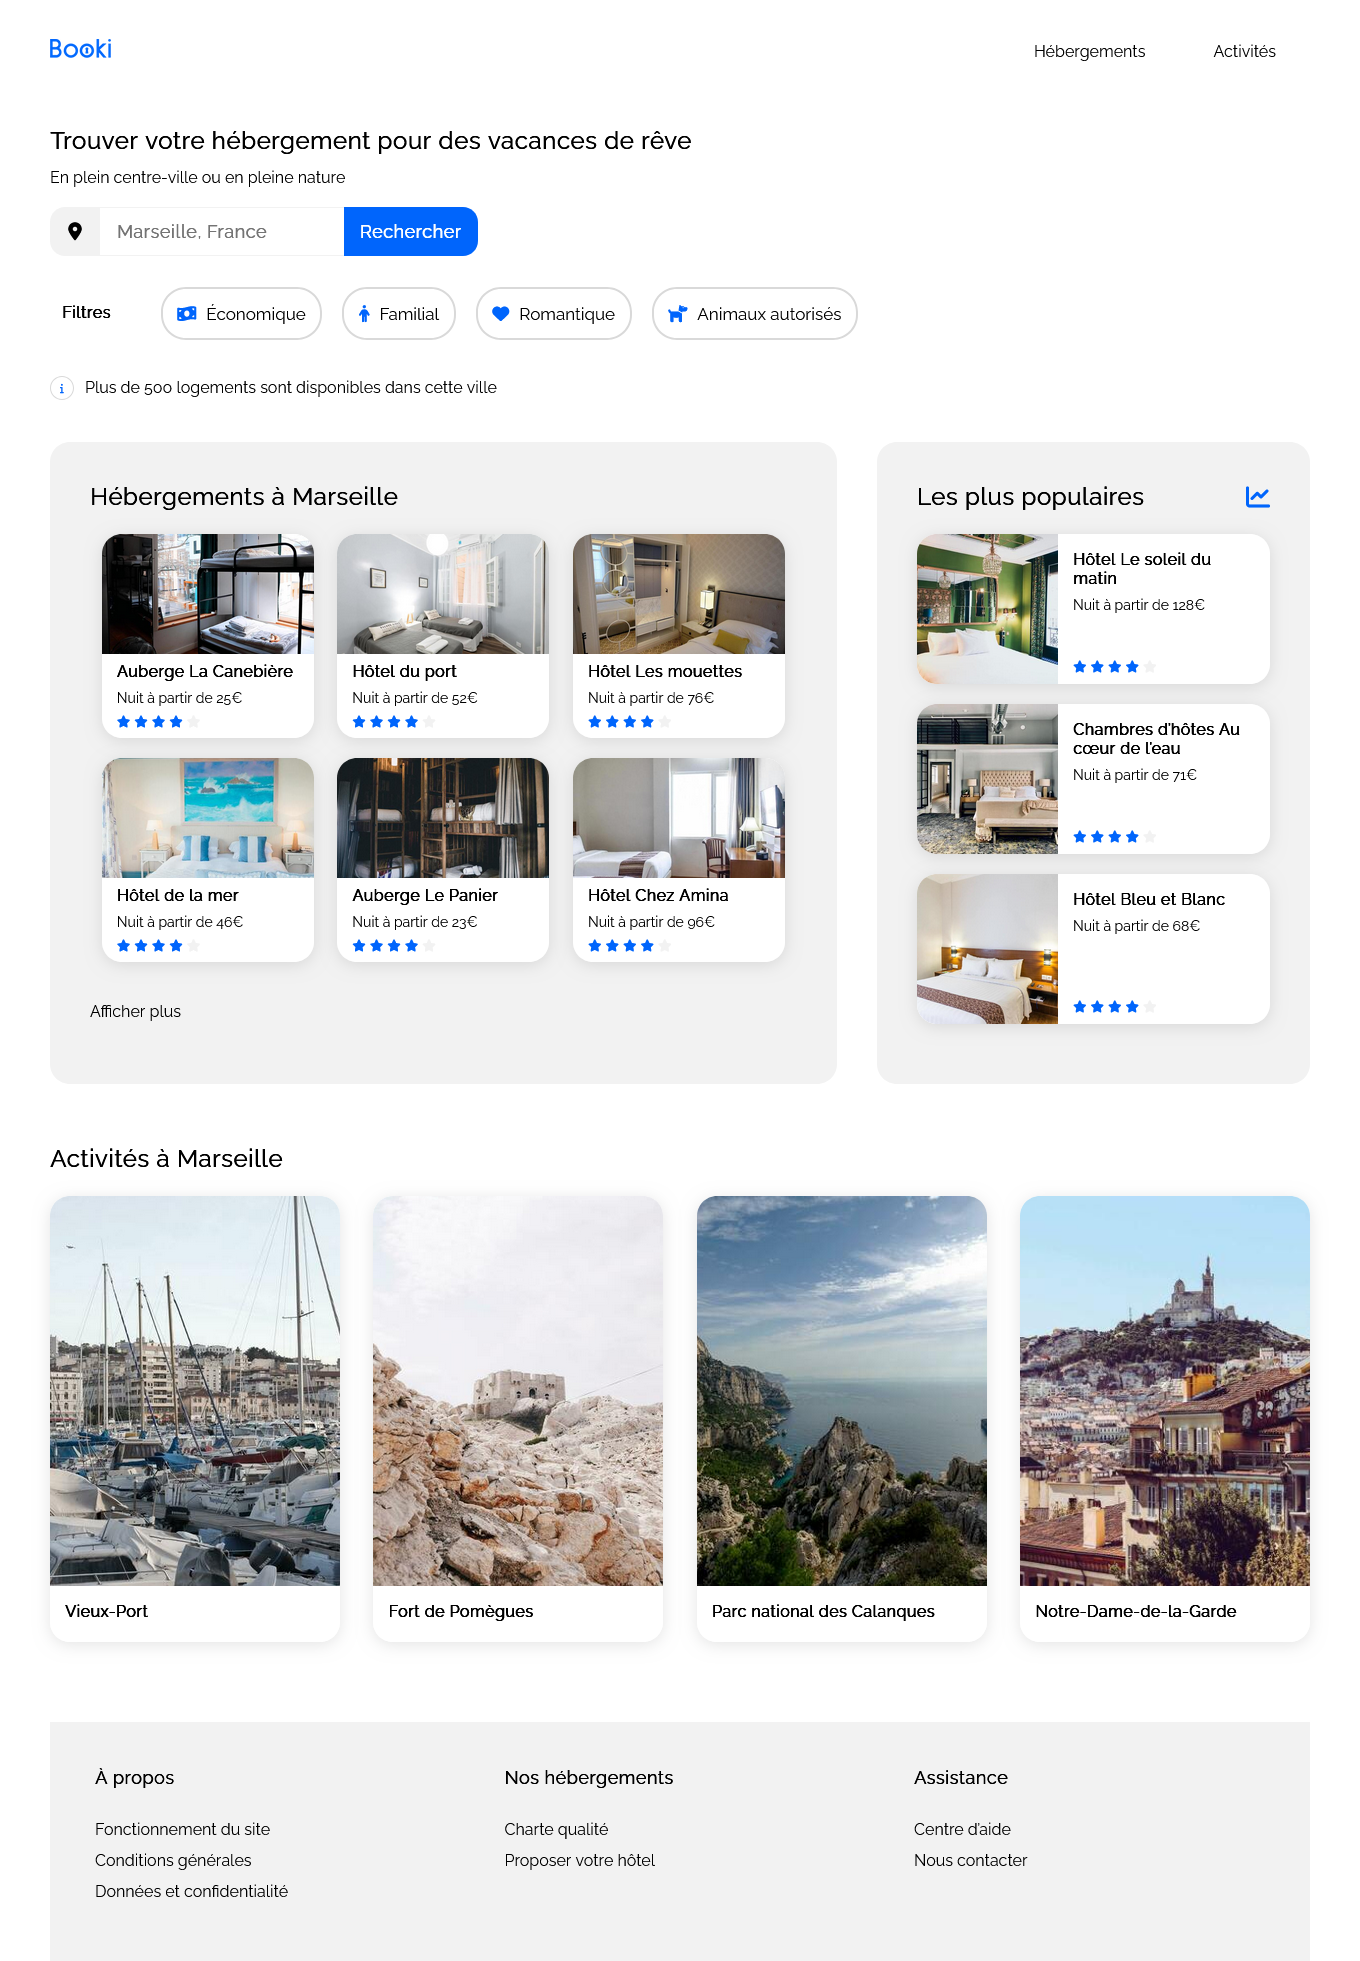 Booki
Hébergements
Activités
Trouver votre hébergement pour des vacances de rêve
En plein centre-ville ou en pleine nature
Marseille, France
Rechercher
Filtres
Économique
Familial
Romantique
Animaux autorisés
Plus de 500 logements sont disponibles dans cette ville
Hébergements à Marseille
Auberge La Canebière
Nuit à partir de 25€
Hôtel du port
Nuit à partir de 52€
Hôtel Les mouettes
Nuit à partir de 76€
Hôtel de la mer
Nuit à partir de 46€
Auberge Le Panier
Nuit à partir de 23€
Hôtel Chez Amina
Nuit à partir de 96€
Afficher plus
Les plus populaires
Hôtel Le soleil du
matin
Nuit à partir de 128€
Chambres d'hôtes Au
cœur de l'eau
Nuit à partir de 71€
Hôtel Bleu et Blanc
Nuit à partir de 68€
Activités à Marseille
Vieux-Port
Fort de Pomègues
Parc national des Calanques
Notre-Dame-de-la-Garde
À propos
Fonctionnement du site
Conditions générales
Données et confidentialité
Nos hébergements
Charte qualité
Proposer votre hôtel
Assistance
Centre d'aide
Nous contacter